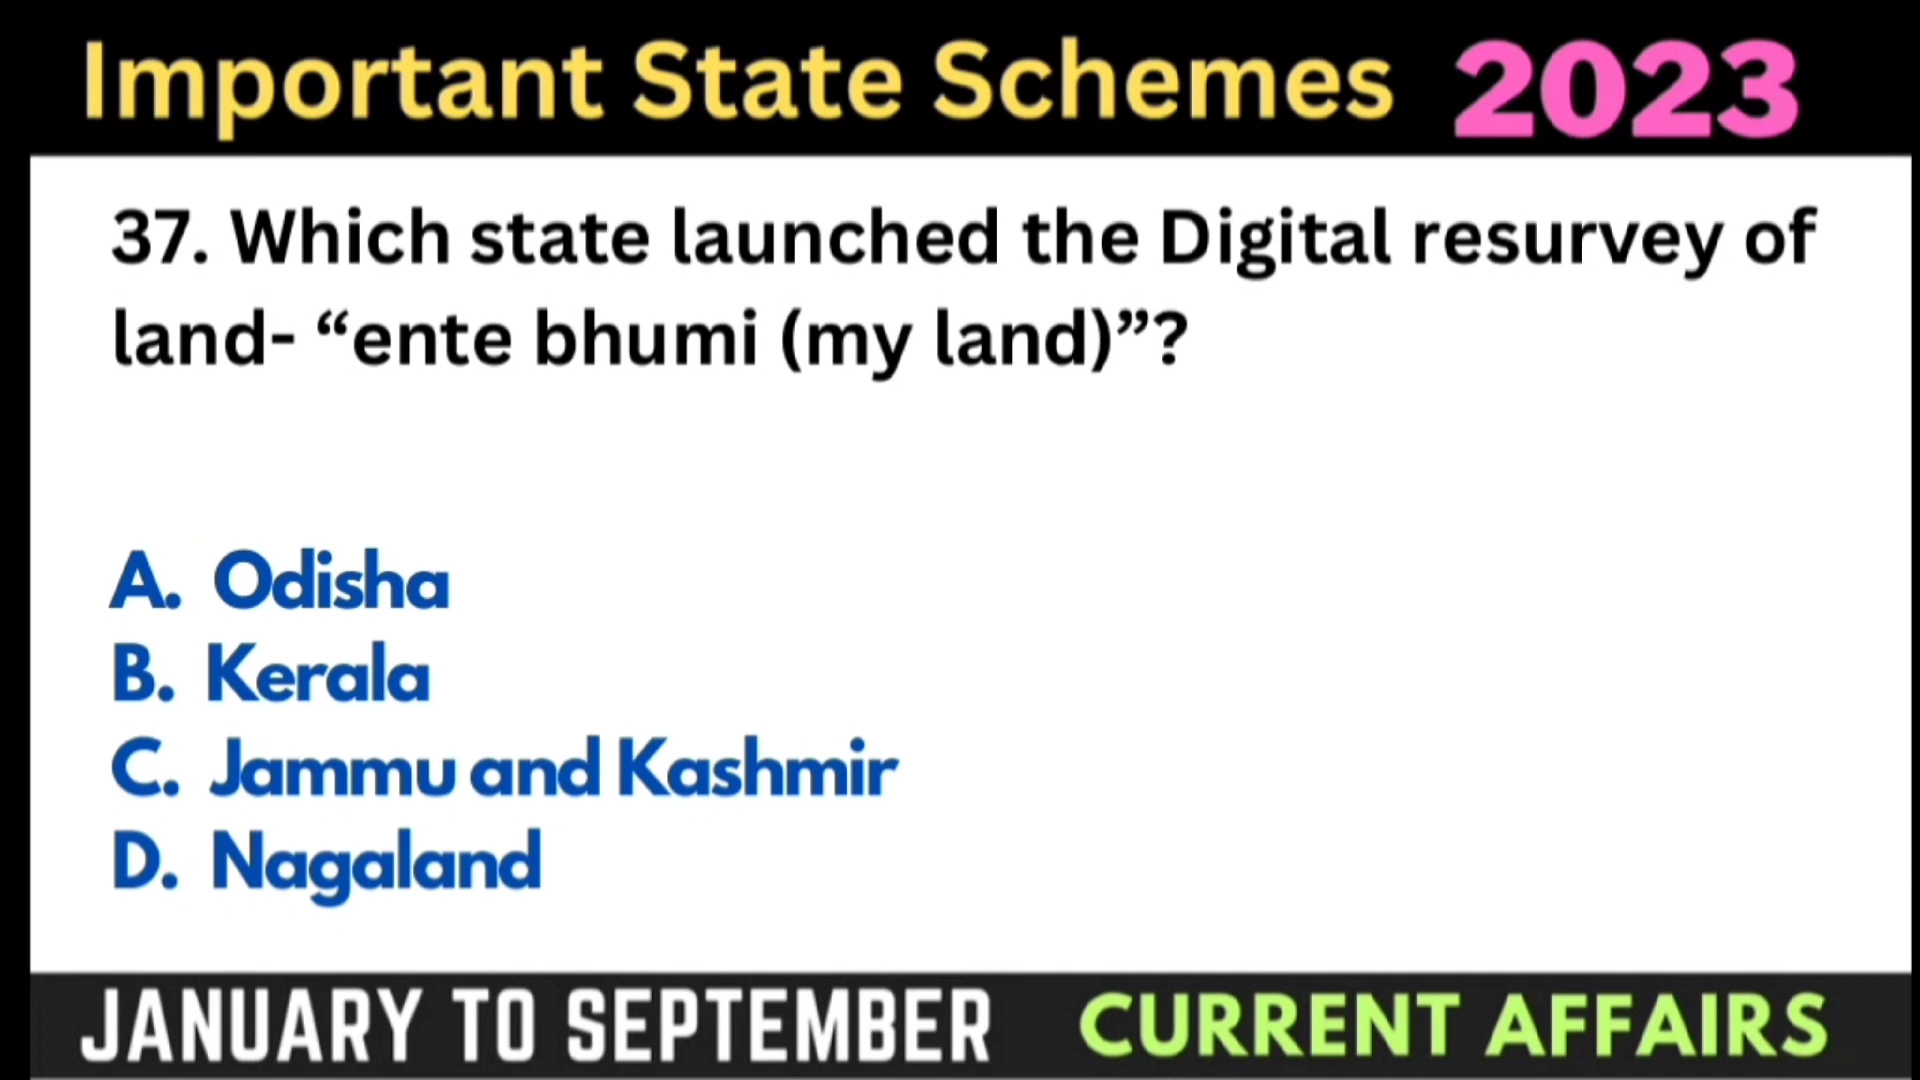 Important State Schemes 2023
37. Which state launched the Digital resurvey of
land- “ente bhumi (my land)”?
A. Odisha
B. Kerala
C. Jammu and Kashmir
D. Nagaland
JANUARY TO SEPTEMBER CURRENT AFFAIRS